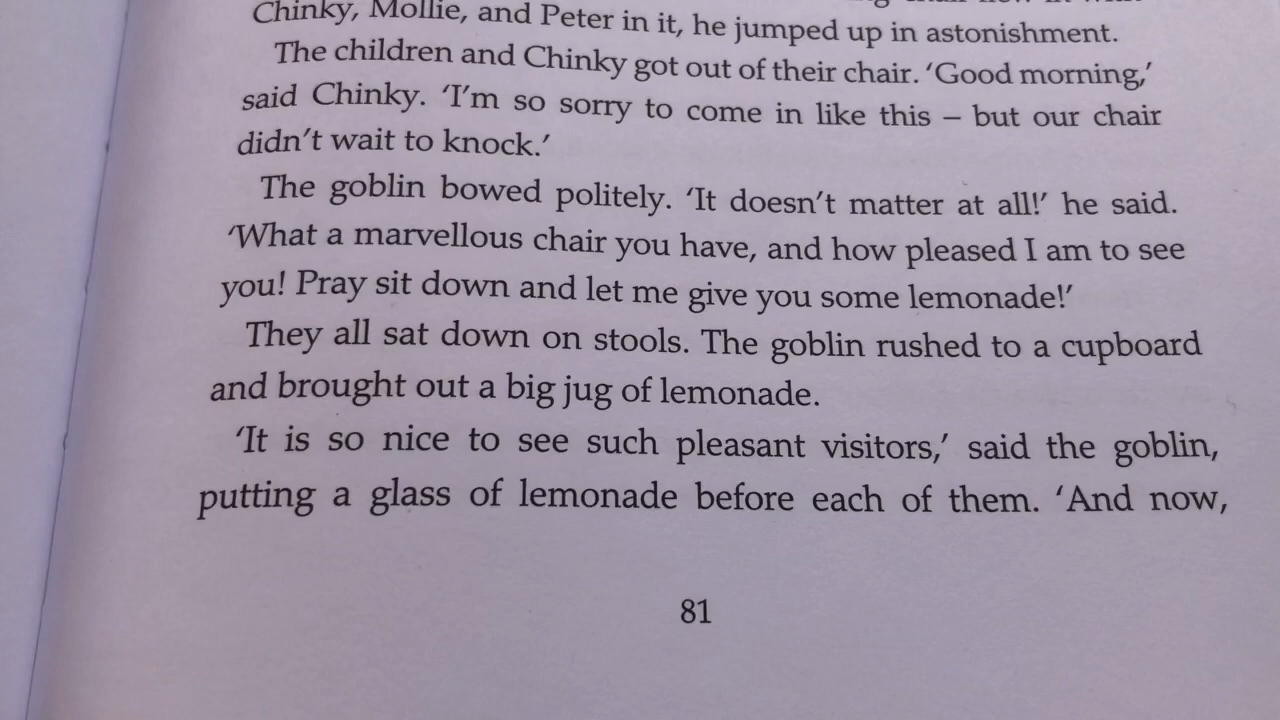 Chinky, Mollie, and Peter in it, he jumped up in astonishment.
The children and Chinky got out of their chair. ‘Good morning,’
said Chinky. ‘I’m so sorry to come in like this – but our chair
didn’t wait to knock.’
The goblin bowed politely. ‘It doesn’t matter at all!’ he said.
‘What a marvellous chair you have, and how pleased I am to see
you! Pray sit down and let me give you some lemonade!’
They all sat down on stools. The goblin rushed to a cupboard
and brought out a big jug of lemonade.
‘It is so nice to see such pleasant visitors,’ said the goblin,
putting a glass of lemonade before each of them. ‘And now,
81